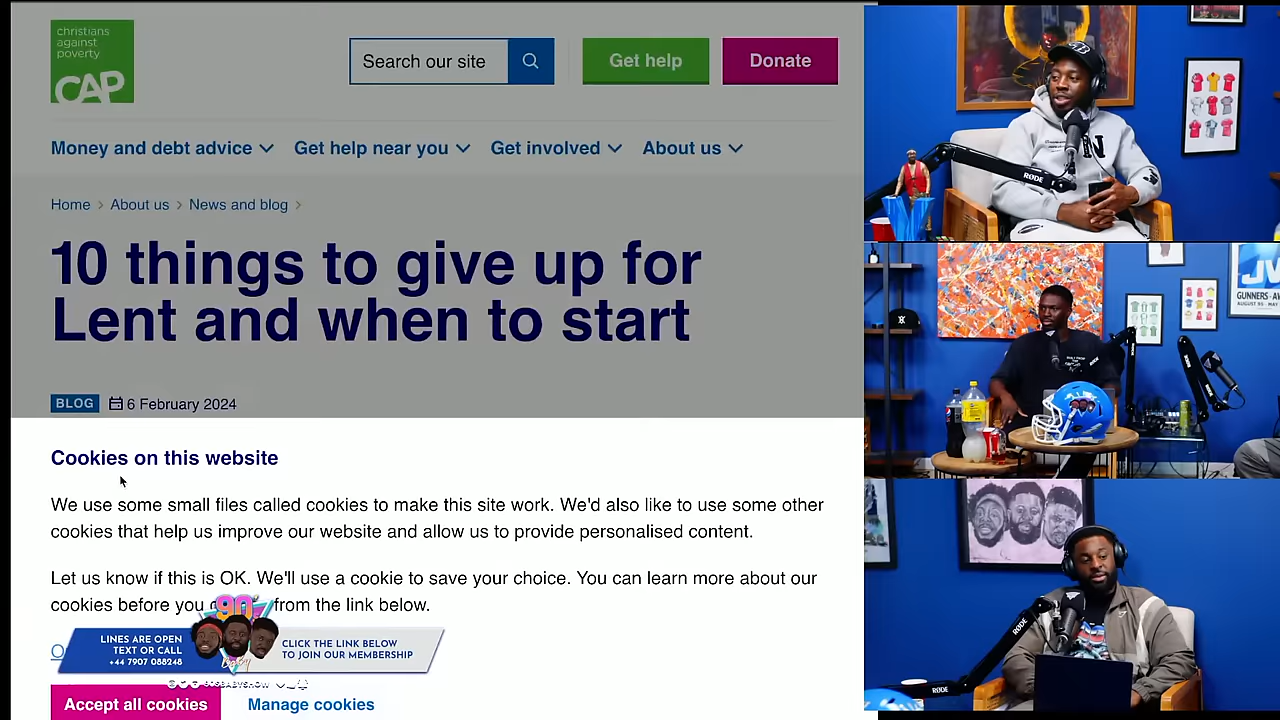 christians
against
poverty
CAP
Search our site
Get help
Donate
Money and debt advice
Get help near you
Get involved
About us
Home > About us > News and blog >
10 things to give up for
Lent and when to start
BLOG
6 February 2024
Cookies on this website
We use some small files called cookies to make this site work. We'd also like to use some other
cookies that help us improve our website and allow us to provide personalised content.
Let us know if this is OK. We'll use a cookie to save your choice. You can learn more about our
cookies before you
from the link below.
90s
LINES ARE OPEN
TEXT OR CALL
+44 7907 088248
CLICK THE LINK BELOW
TO JOIN OUR MEMBERSHIP
90SBABYSHOW
Accept all cookies
Manage cookies
N
RØDE
GUNNERS
RØDE
RØDE